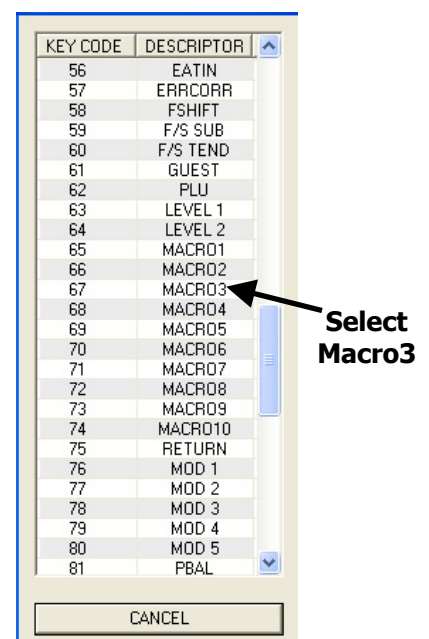 KEY CODE DESCRIPTOR
56 EATIN
57 ERRCORR
58 FSHIFT
59 F/S SUB
60 F/S TEND
61 GUEST
62 PLU
63 LEVEL 1
64 LEVEL 2
65 MACRO1
66 MACRO2
67 MACRO3
68 MACRO4
69 MACRO5
70 MACRO6
71 MACRO7
72 MACRO8
73 MACRO9
74 MACRO10
75 RETURN
76 MOD 1
77 MOD 2
78 MOD 3
79 MOD 4
80 MOD 5
81 PBAL
CANCEL
Select
Macro3